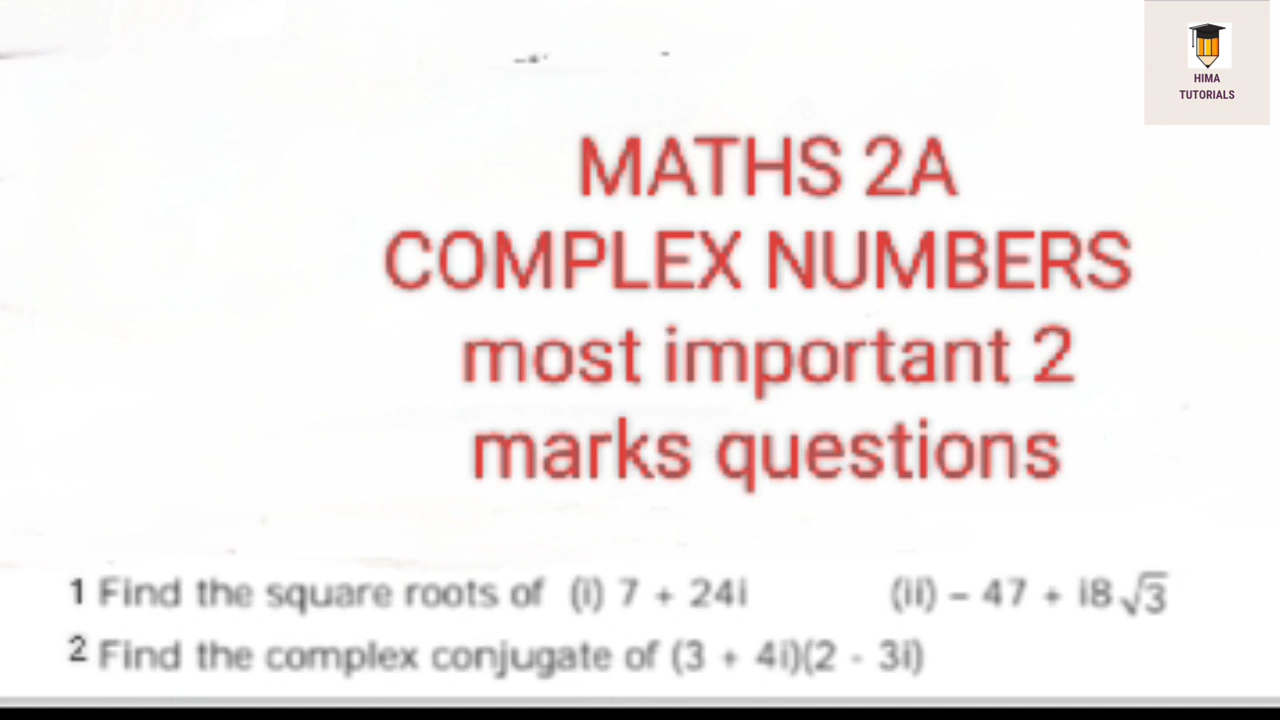 HIMA
TUTORIALS
MATHS 2A
COMPLEX NUMBERS
most important 2
marks questions
1 Find the square roots of (i) 7 + 24i (ii) – 47 + i8√3
2 Find the complex conjugate of (3 + 4i)(2 - 3i)